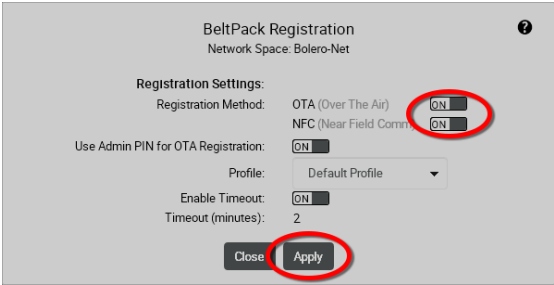 BeltPack Registration
?
Network Space: Bolero-Net
Registration Settings:
Registration Method: OTA (Over The Air) ON
NFC (Near Field Comm) ON
Use Admin PIN for OTA Registration: ON
Profile: Default Profile
Enable Timeout: ON
Timeout (minutes): 2
Close Apply